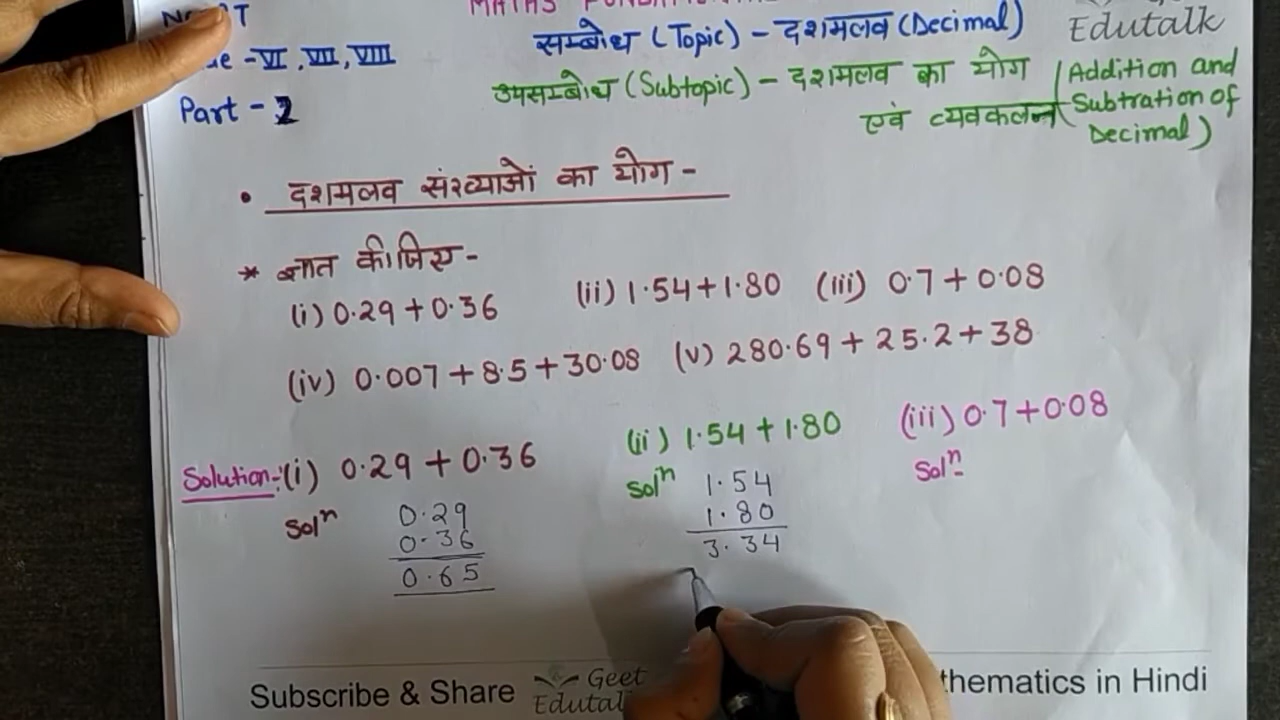 MATHS
सम्बोध (Topic) - दशमलव (Decimal)
Edutalk
- VI, VII, VIII
उपसम्बोध (Subtopic) - दशमलव का योग
एवं व्यवकलन
(Addition and
Subtration of
Decimal)
Part - 2
• दशमलव संख्याओं का योग -
* ज्ञात कीजिए -
(i) 0.29 + 0.36 (ii) 1.54 + 1.80 (iii) 0.7 + 0.08
(iv) 0.007 + 8.5 + 30.08 (v) 280.69 + 25.2 + 38
Solution:- (i) 0.29 + 0.36
Solⁿ
0.29
0.36
0.65
(ii) 1.54 + 1.80
Solⁿ
1.54
1.80
3.34
(iii) 0.7 + 0.08
Solⁿ-
Subscribe & Share Geet
Edutal
thematics in Hindi